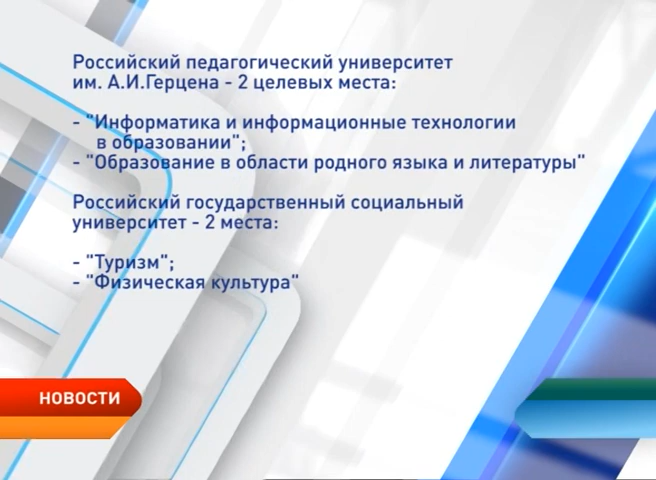 Российский педагогический университет
им. А.И.Герцена - 2 целевых места:
- "Информатика и информационные технологии
в образовании";
- "Образование в области родного языка и литературы"
Российский государственный социальный
университет - 2 места:
- "Туризм";
- "Физическая культура"
НОВОСТИ